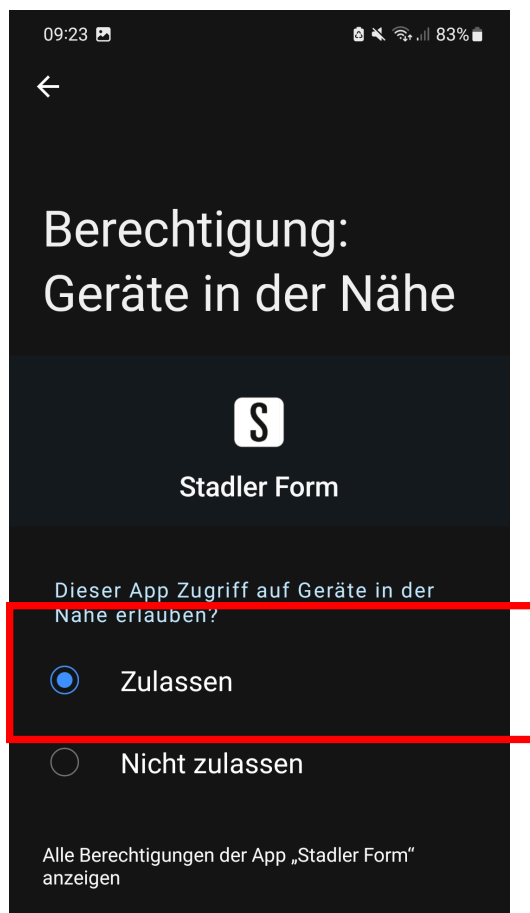 09:23 83%
Berechtigung:
Geräte in der Nähe
S
Stadler Form
Dieser App Zugriff auf Geräte in der
Nähe erlauben?
Zulassen
Nicht zulassen
Alle Berechtigungen der App „Stadler Form“
anzeigen